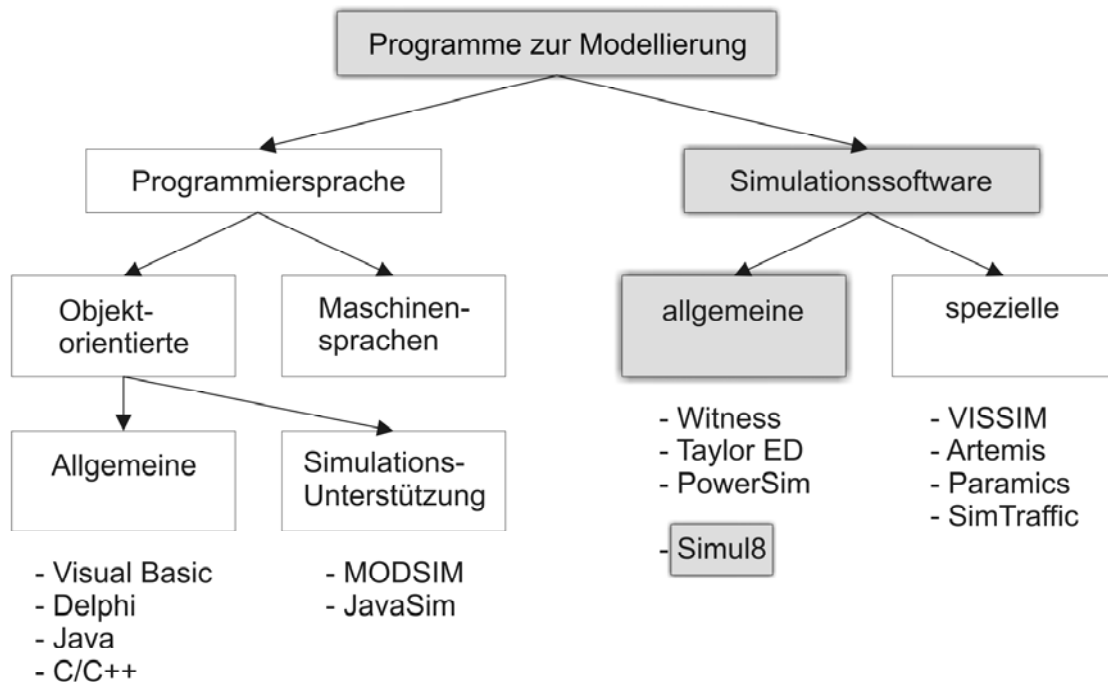 Programme zur Modellierung
Programmiersprache
Simulationssoftware
Objekt-
orientierte
Maschinen-
sprachen
allgemeine
spezielle
Allgemeine
Simulations-
Unterstützung
- Witness
- Taylor ED
- PowerSim
- Simul8
- VISSIM
- Artemis
- Paramics
- SimTraffic
- Visual Basic
- Delphi
- Java
- C/C++
- MODSIM
- JavaSim